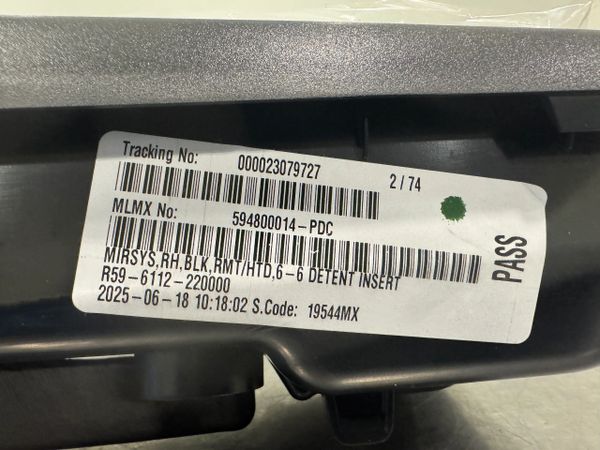 Tracking No: 000023079727 2 / 74
MLMX No: 594800014-PDC
MIRSYS,RH,BLK,RMT/HTD,6-6 DETENT INSERT
R59-6112-220000
2025-06-18 10:18:02 S.Code: 19544MX
PASS